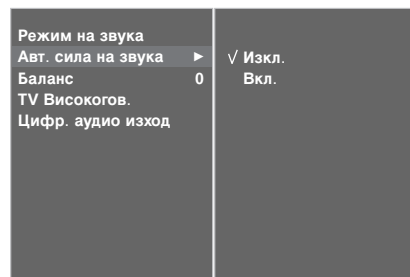 Режим на звука
Авт. сила на звука ►
Баланс 0
TV Високогов.
Цифр. аудио изход
√ Изкл.
Вкл.